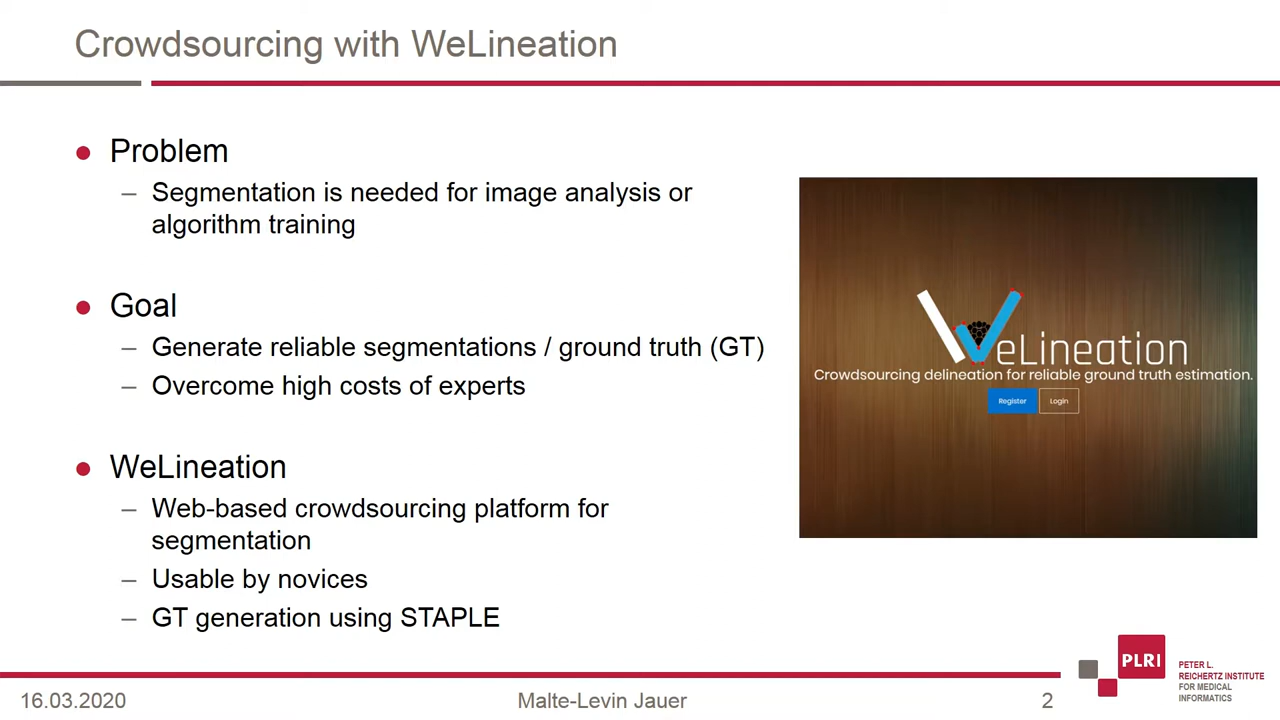 Crowdsourcing with WeLineation
Problem
– Segmentation is needed for image analysis or
algorithm training
Goal
– Generate reliable segmentations / ground truth (GT)
– Overcome high costs of experts
WeLineation
– Web-based crowdsourcing platform for
segmentation
– Usable by novices
– GT generation using STAPLE
WeLineation
Crowdsourcing delineation for reliable ground truth estimation.
Register Login
16.03.2020 Malte-Levin Jauer 2
PLRI
PETER L.
REICHERTZ INSTITUTE
FOR MEDICAL
INFORMATICS